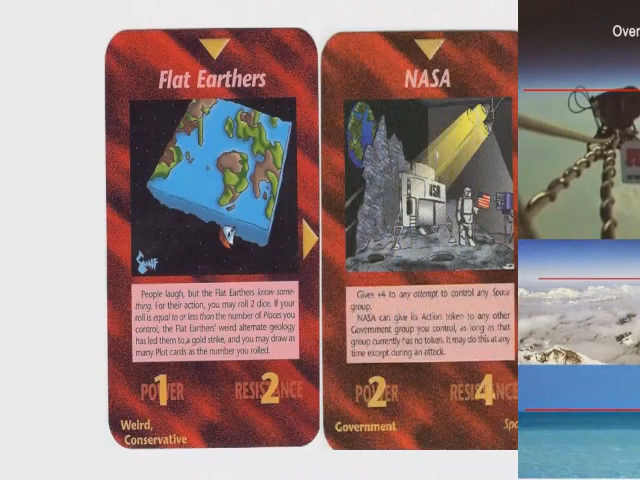 Flat Earthers
People laugh, but the Flat Earthers know some-
thing. For their action, you may roll 2 dice. If your
roll is equal to or less than the number of Places you
control, the Flat Earthers' weird alternate geology
has led them to a gold strike, and you may draw as
many Plot cards as the number you rolled.
POWER 1 RESISTANCE 2
Weird,
Conservative
NASA
USA
Gives +4 to any attempt to control any Space
group.
NASA can give its Action token to any other
Government group you control, as long as that
group currently has no token. It may do this at any
time except during an attack.
POWER 2 RESISTANCE 4
Government
Over